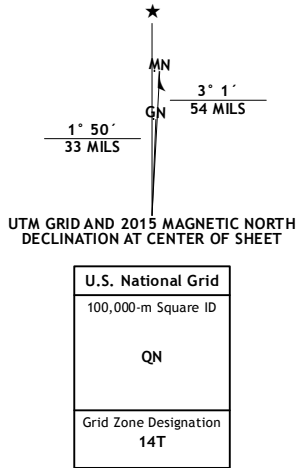 ★
MN
3° 1´
54 MILS
GN
1° 50´
33 MILS
UTM GRID AND 2015 MAGNETIC NORTH
DECLINATION AT CENTER OF SHEET
U.S. National Grid
100,000-m Square ID
QN
Grid Zone Designation
14T